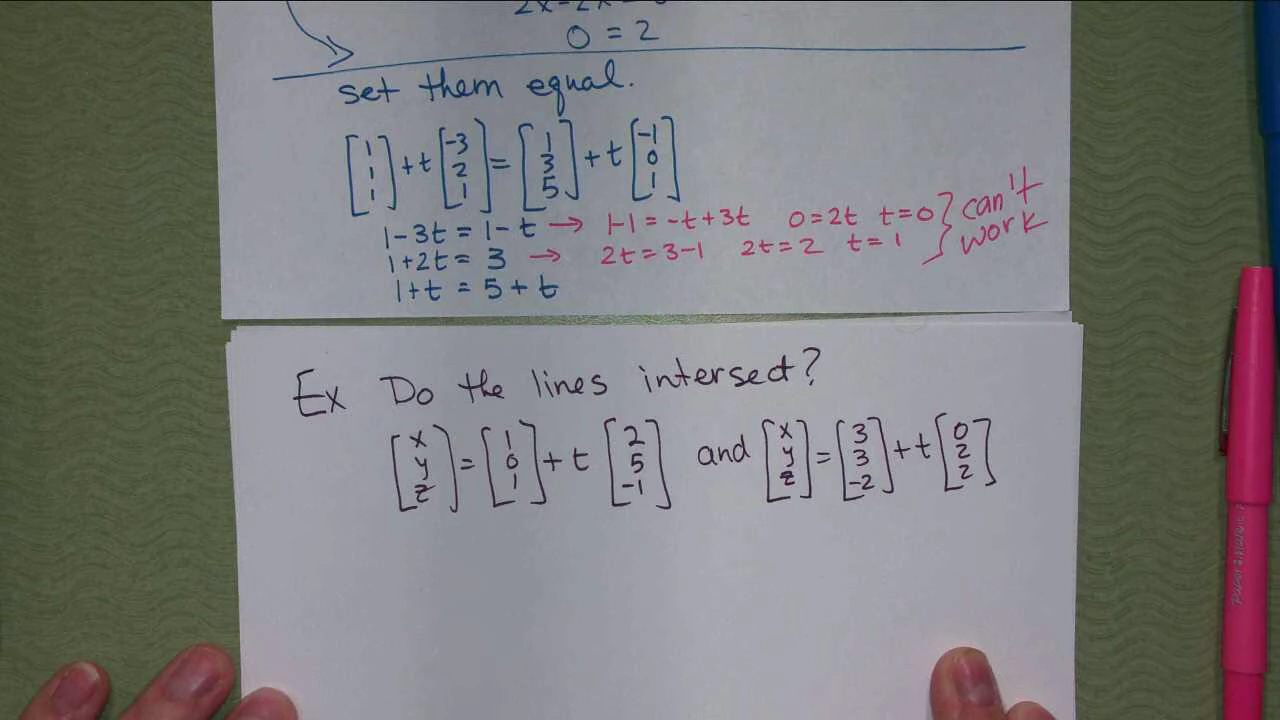 0 = 2
set them equal.
[1 1 1] + t [-3 2 1] = [1 3 5] + t [-1 0 1]
1-3t = 1-t → 1-1 = -t+3t 0=2t t=0 } can't
1+2t = 3 → 2t=3-1 2t=2 t=1 } work
1+t = 5+t
Ex Do the lines intersect?
[x y z] = [1 0 1] + t [2 5 -1] and [x y z] = [3 3 -2] + t [0 2 2]